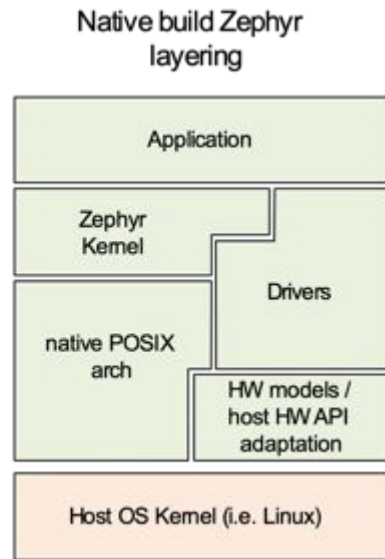 Native build Zephyr
layering
Application
Zephyr
Kernel
Drivers
native POSIX
arch
HW models /
host HW API
adaptation
Host OS Kernel (i.e. Linux)